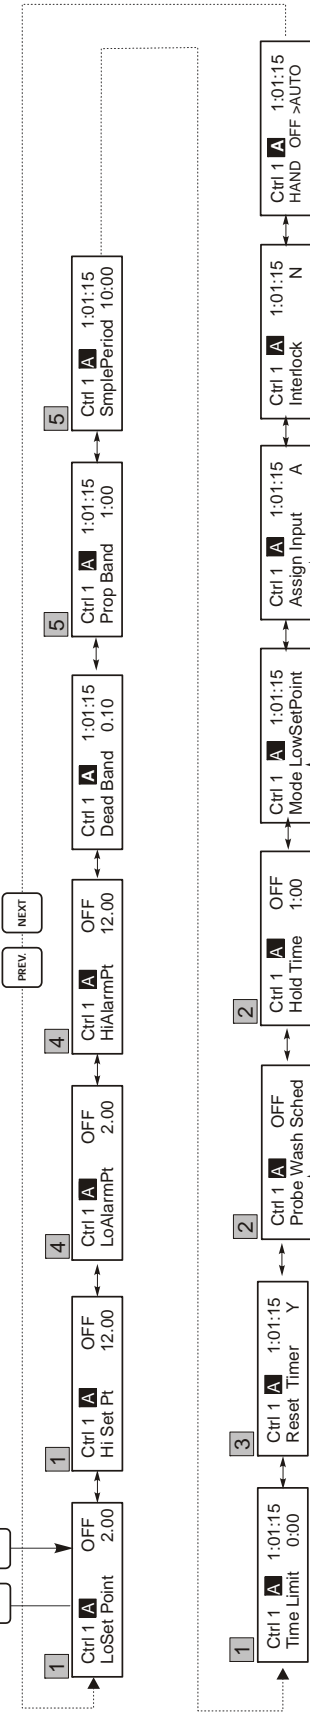 PREV.
NEXT
1
Ctrl 1 A OFF
LoSet Point 2.00
1
Ctrl 1 A OFF
Hi Set Pt 12.00
4
Ctrl 1 A OFF
LoAlarmPt 2.00
4
Ctrl 1 A OFF
HiAlarmPt 12.00
Ctrl 1 A 1:01:15
Dead Band 0.10
5
Ctrl 1 A 1:01:15
Prop Band 1:00
5
Ctrl 1 A 1:01:15
SmplePeriod 10:00
1
Ctrl 1 A 1:01:15
Time Limit 0:00
3
Ctrl 1 A 1:01:15
Reset Timer Y
2
Ctrl 1 A OFF
Probe Wash Sched
2
Ctrl 1 A OFF
Hold Time 1:00
Ctrl 1 A 1:01:15
Mode LowSetPoint
Ctrl 1 A 1:01:15
Assign Input A
Ctrl 1 A 1:01:15
Interlock N
Ctrl 1 A 1:01:15
HAND OFF >AUTO